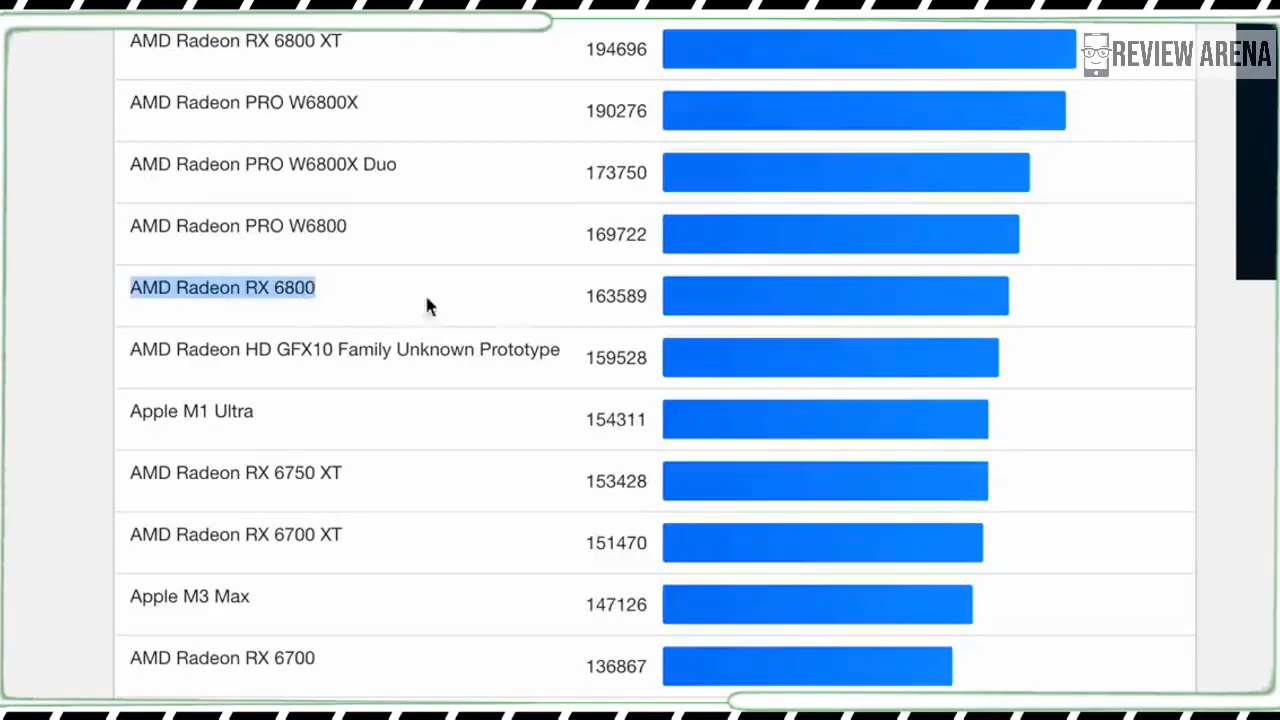 AMD Radeon RX 6800 XT 194696
REVIEW ARENA
AMD Radeon PRO W6800X 190276
AMD Radeon PRO W6800X Duo 173750
AMD Radeon PRO W6800 169722
AMD Radeon RX 6800 163589
AMD Radeon HD GFX10 Family Unknown Prototype 159528
Apple M1 Ultra 154311
AMD Radeon RX 6750 XT 153428
AMD Radeon RX 6700 XT 151470
Apple M3 Max 147126
AMD Radeon RX 6700 136867